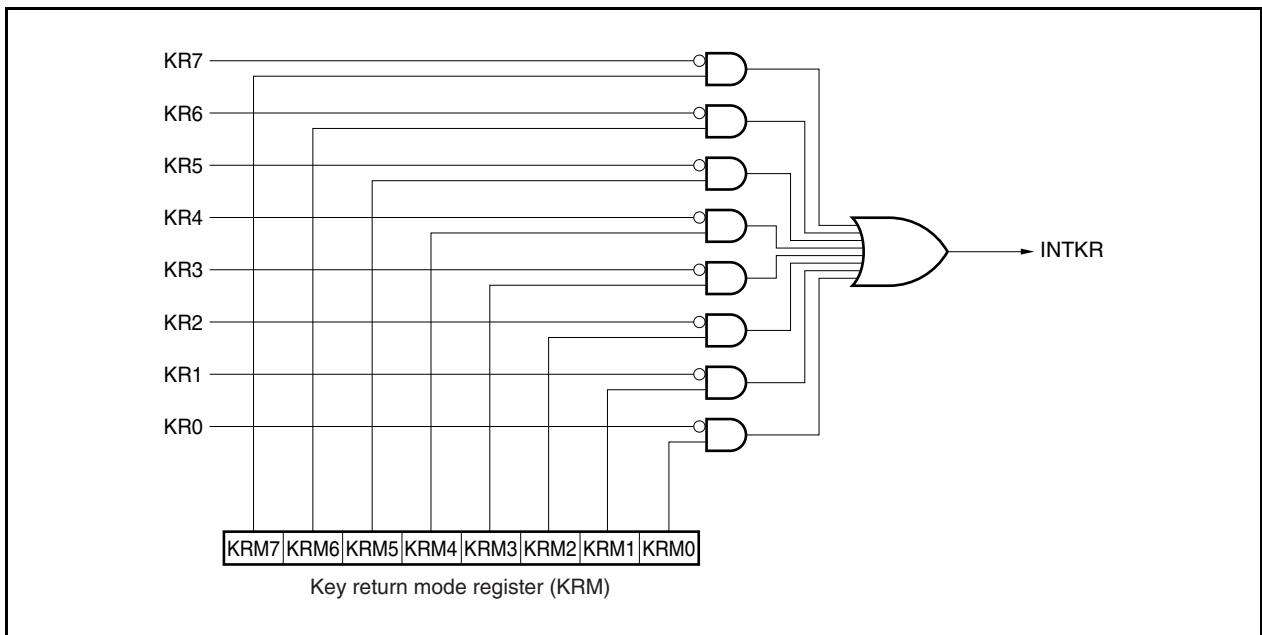 KR7
KR6
KR5
KR4
KR3
KR2
KR1
KR0
INTKR
KRM7 KRM6 KRM5 KRM4 KRM3 KRM2 KRM1 KRM0
Key return mode register (KRM)